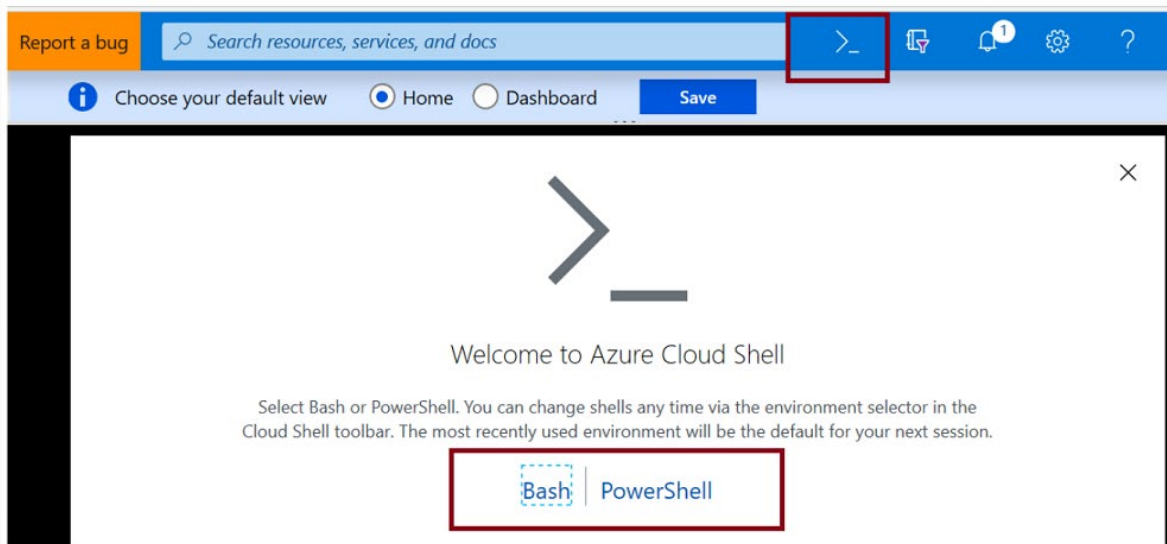 Report a bug
Search resources, services, and docs
>_
1
?
Choose your default view
Home
Dashboard
Save
>_
Welcome to Azure Cloud Shell
Select Bash or PowerShell. You can change shells any time via the environment selector in the
Cloud Shell toolbar. The most recently used environment will be the default for your next session.
Bash
PowerShell